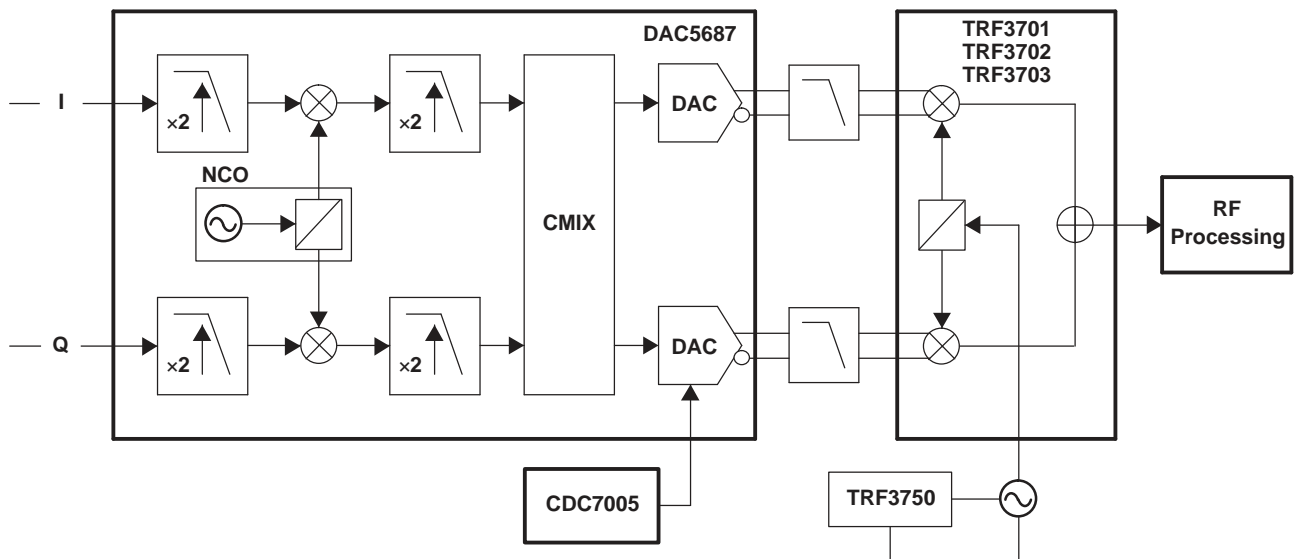 DAC5687
TRF3701
TRF3702
TRF3703
I
×2
×2
DAC
NCO
CMIX
RF
Processing
Q
×2
×2
DAC
CDC7005
TRF3750